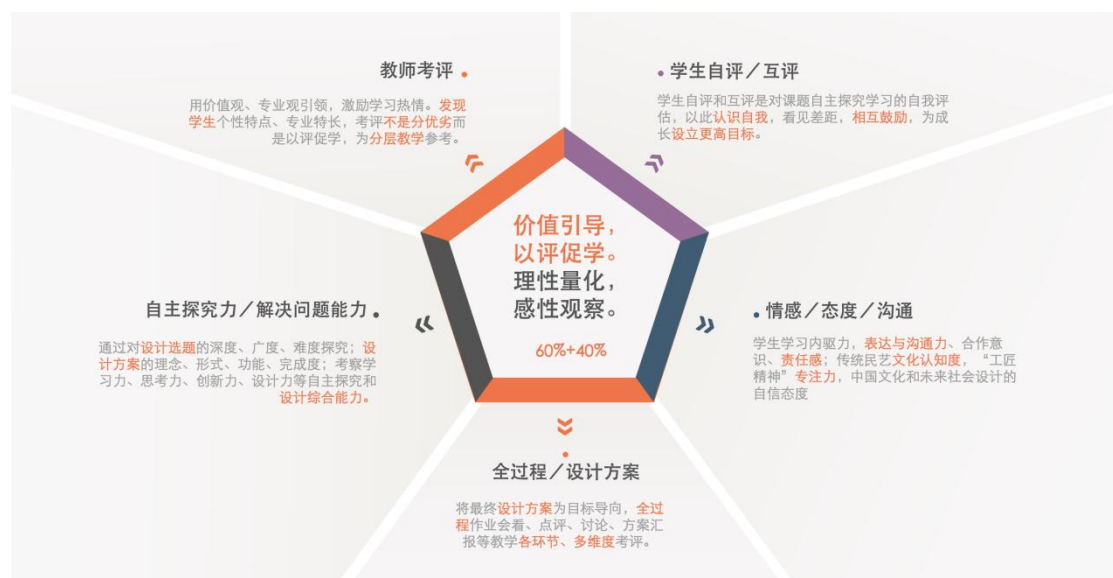 教师考评
用价值观、专业观引领，激励学习热情。发现
学生个性特点、专业特长，考评不是分优劣而
是以评促学，为分层教学参考。
学生自评／互评
学生自评和互评是对课题自主探究学习的自我评
估，以此认识自我，看见差距，相互鼓励，为成
长设立更高目标。
价值引导，
以评促学。
理性量化，
感性观察。
60%+40%
自主探究力／解决问题能力
通过对设计选题的深度、广度、难度探究；设
计方案的理念、形式、功能、完成度；考察学
习力、思考力、创新力、设计力等自主探究和
设计综合能力。
情感／态度／沟通
学生学习内驱力，表达与沟通力、合作意
识、责任感；传统民艺文化认知度，“工匠
精神”专注力，中国文化和未来社会设计的
自信态度
全过程／设计方案
将最终设计方案为目标导向，全过
程作业会看、点评、讨论、方案汇
报等教学各环节、多维度考评。